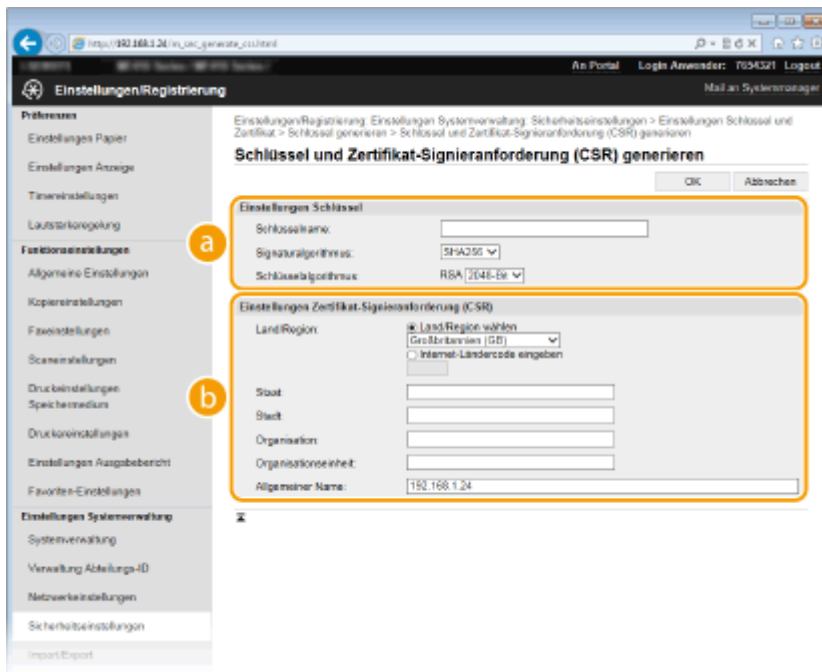 http://192.168.1.24/m_sec_generate_csr.html
An Portal Login Anwender: 7654321 Logout
Einstellungen/Registrierung
Mail an Systemmanager
Präferenzen
Einstellungen Papier
Einstellungen Anzeige
Timereinstellungen
Lautstärkeregelung
Funktionseinstellungen
Allgemeine Einstellungen
Kopiereinstellungen
Faxeinstellungen
Scaneinstellungen
Druckeinstellungen
Speichermedium
Druckereinstellungen
Einstellungen Ausgabebericht
Favoriten-Einstellungen
Einstellungen Systemverwaltung
Systemverwaltung
Verwaltung Abteilungs-ID
Netzwerkeinstellungen
Sicherheitseinstellungen
Import/Export
Einstellungen/Registrierung: Einstellungen Systemverwaltung: Sicherheitseinstellungen > Einstellungen Schlüssel und
Zertifikat > Schlüssel generieren > Schlüssel und Zertifikat-Signieranforderung (CSR) generieren
Schlüssel und Zertifikat-Signieranforderung (CSR) generieren
OK Abbrechen
a
Einstellungen Schlüssel
Schlüsselname:
Signaturalgorithmus: SHA256
Schlüsselalgorithmus: RSA 2048-Bit
b
Einstellungen Zertifikat-Signieranforderung (CSR)
Land/Region: Land/Region wählen
Großbritannien (GB)
Internet-Ländercode eingeben
Staat:
Stadt:
Organisation:
Organisationseinheit:
Allgemeiner Name: 192.168.1.24